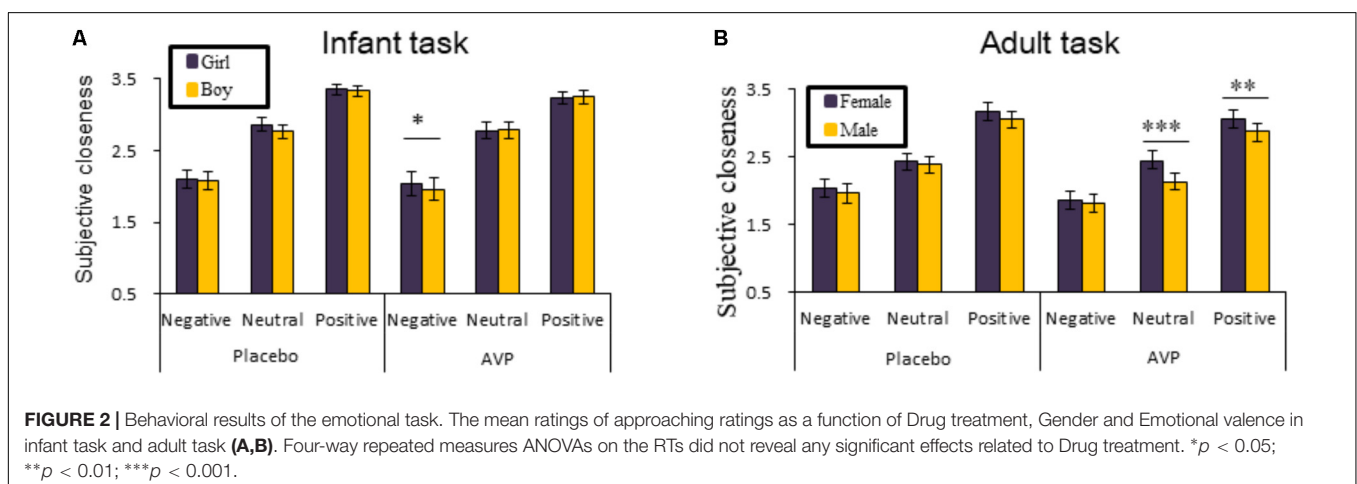 A
Infant task
Girl
Boy
Subjective closeness
3.5
2.5
1.5
0.5
*
Negative Neutral Positive Negative Neutral Positive
Placebo AVP
B
Adult task
Female
Male
Subjective closeness
3.5
2.5
1.5
0.5
***
**
Negative Neutral Positive Negative Neutral Positive
Placebo AVP
FIGURE 2 | Behavioral results of the emotional task. The mean ratings of approaching ratings as a function of Drug treatment, Gender and Emotional valence in
infant task and adult task (A,B). Four-way repeated measures ANOVAs on the RTs did not reveal any significant effects related to Drug treatment. *p < 0.05;
**p < 0.01; ***p < 0.001.